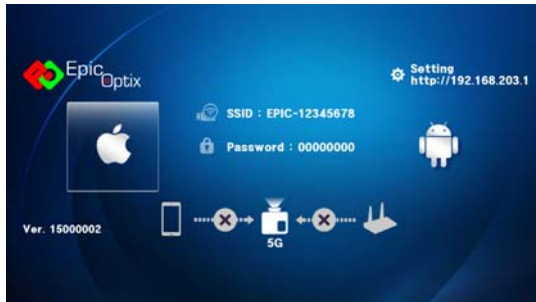 Epic
Optix
Setting
http://192.168.203.1
SSID : EPIC-12345678
Password : 00000000
Ver. 15000002
5G